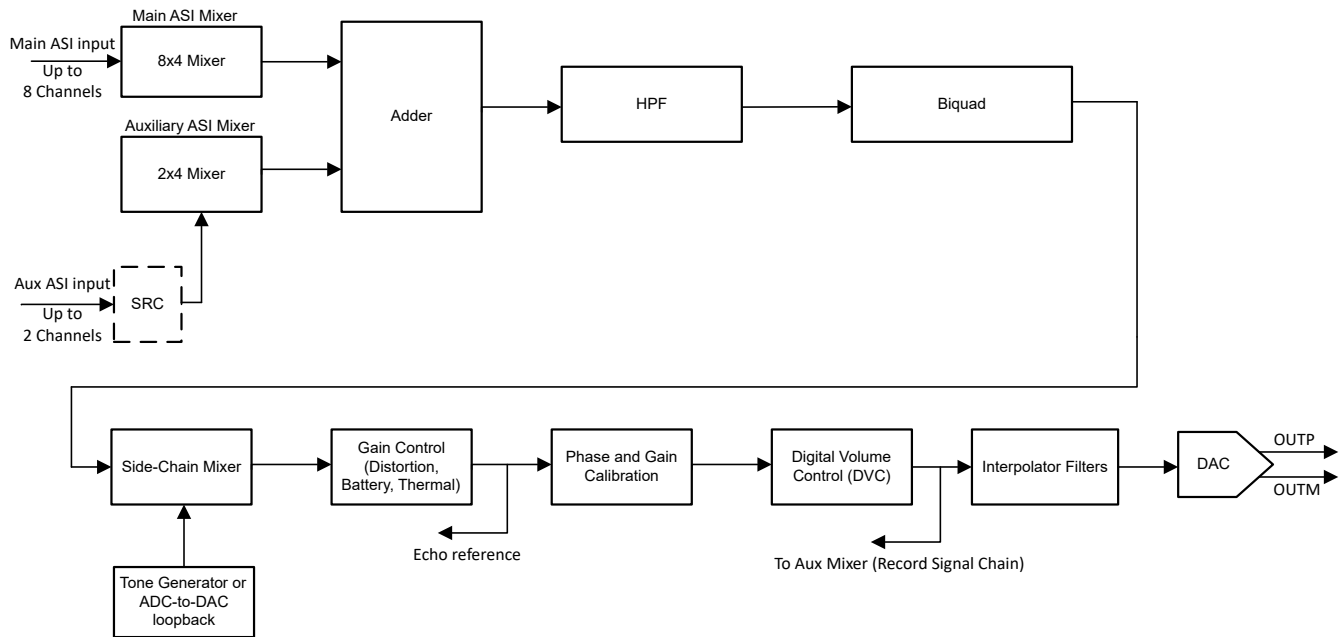 Main ASI Mixer
Main ASI input
Up to
8 Channels
8x4 Mixer
Auxiliary ASI Mixer
2x4 Mixer
Aux ASI input
Up to
2 Channels
SRC
Adder
HPF
Biquad
Side-Chain Mixer
Tone Generator or
ADC-to-DAC
loopback
Gain Control
(Distortion,
Battery, Thermal)
Echo reference
Phase and Gain
Calibration
Digital Volume
Control (DVC)
To Aux Mixer (Record Signal Chain)
Interpolator Filters
DAC
OUTP
OUTM